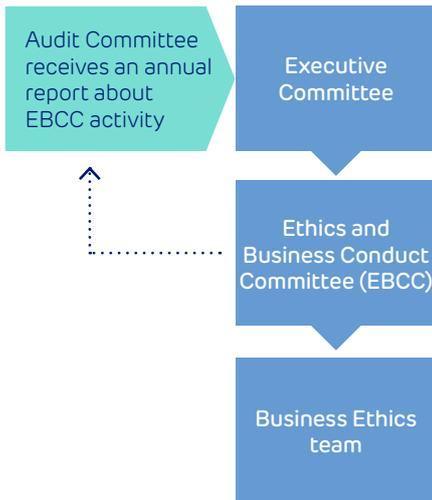 Audit Committee
receives an annual
report about
EBCC activity
Executive
Committee
Ethics and
Business Conduct
Committee (EBCC)
Business Ethics
team